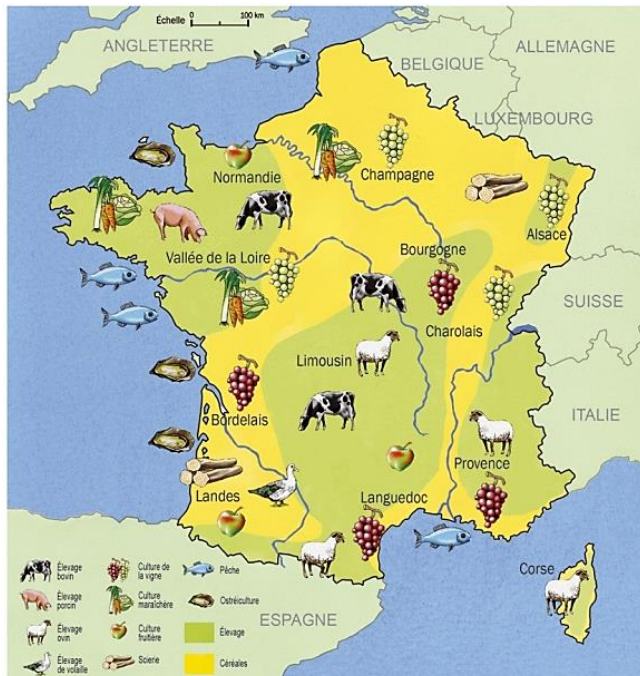 Échelle 0 100 km
ANGLETERRE
BELGIQUE
ALLEMAGNE
LUXEMBOURG
Normandie
Champagne
Alsace
Vallée de la Loire
Bourgogne
SUISSE
Charolais
Limousin
ITALIE
Bordelais
Provence
Landes
Languedoc
Corse
ESPAGNE
Élevage
bovin
Culture de
la vigne
Pêche
Élevage
porcin
Culture
maraîchère
Ostréiculture
Élevage
ovin
Culture
fruitière
Élevage
Élevage
de volaille
Scierie
Céréales